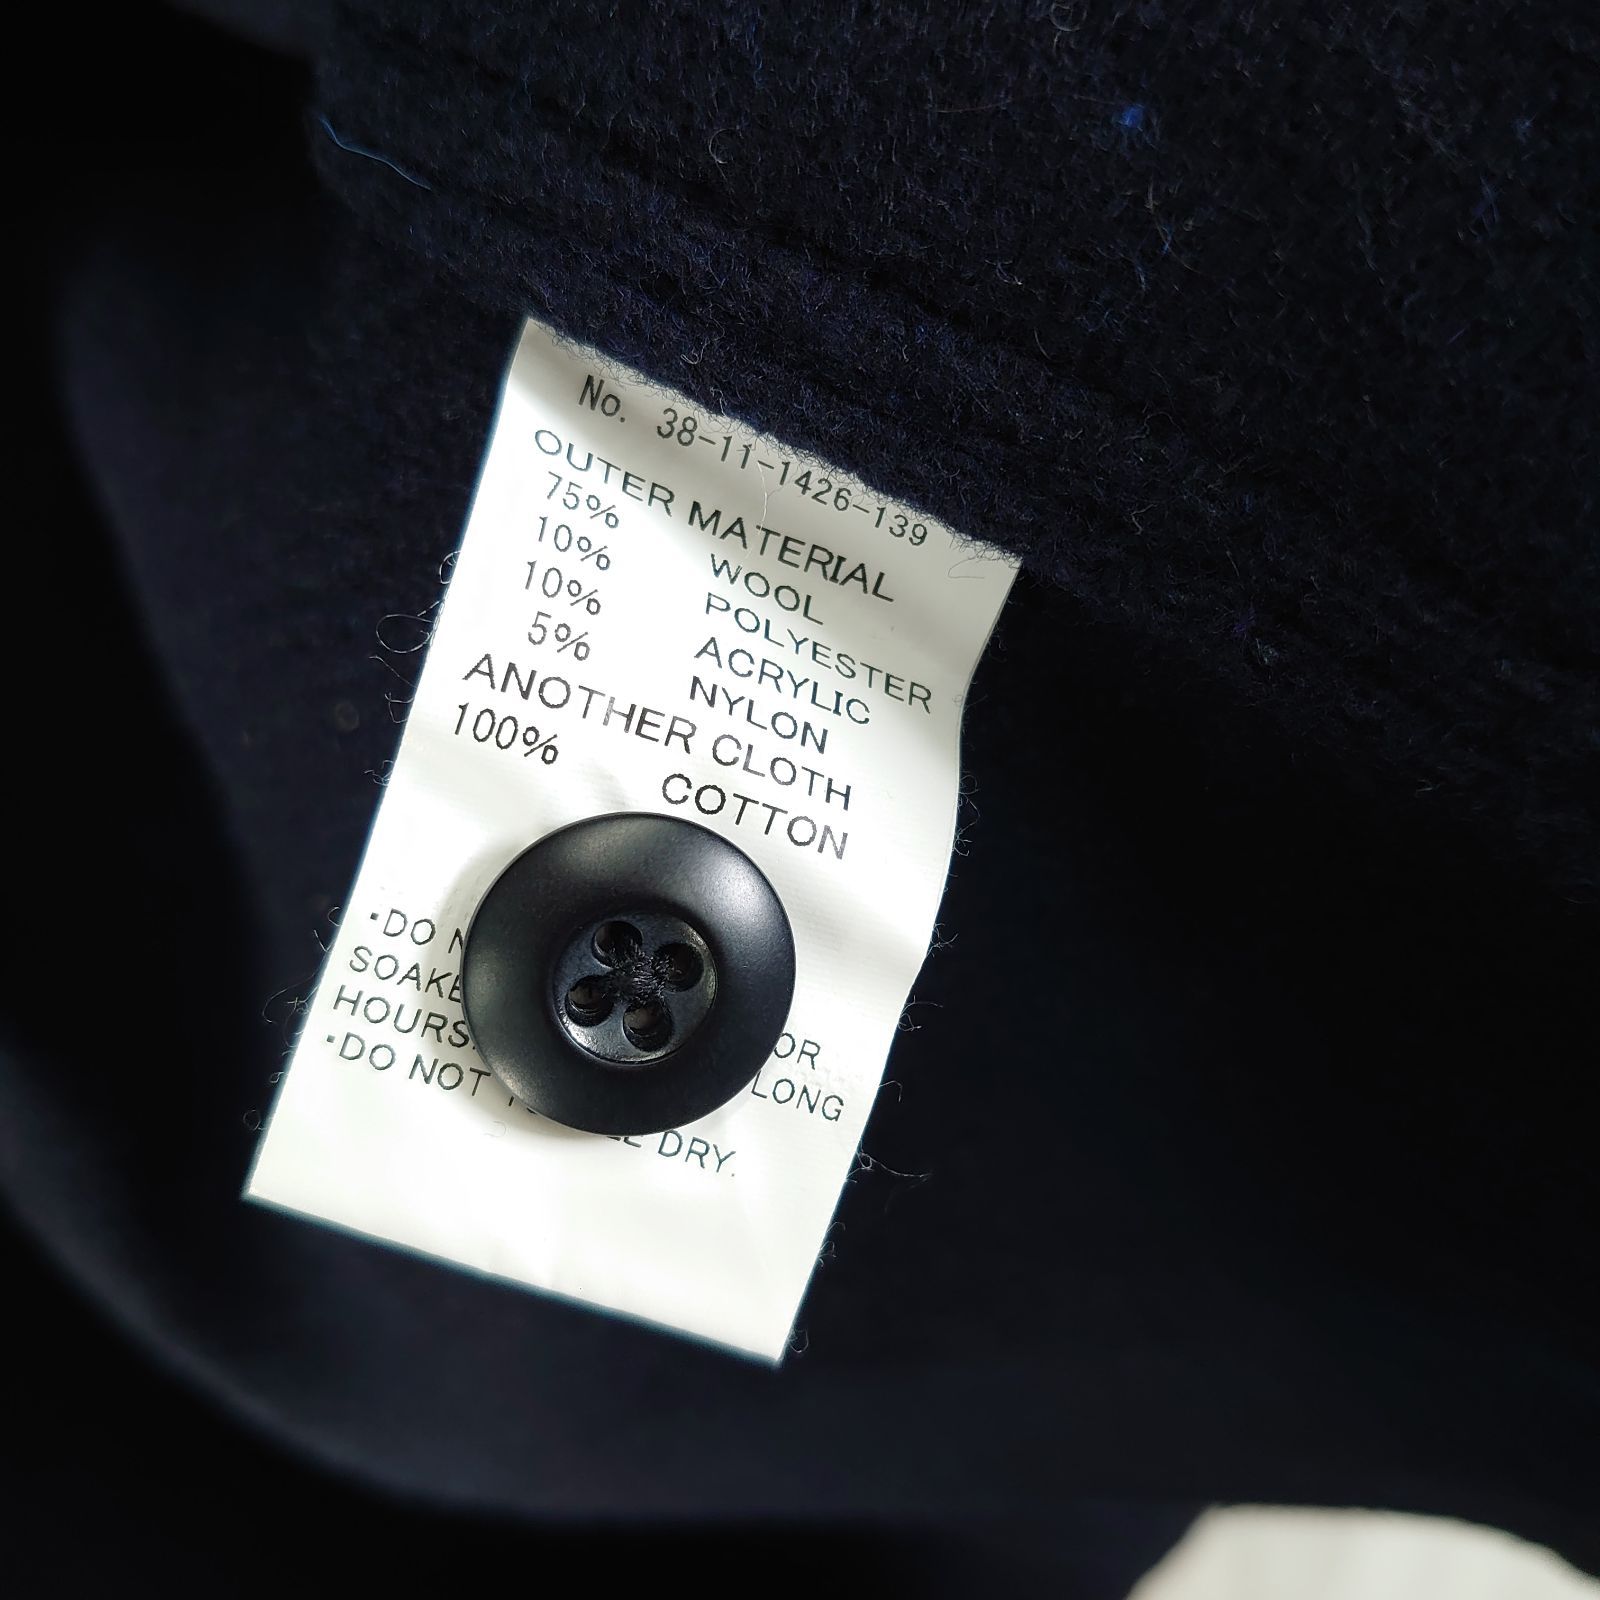 No. 38-11-1426-139
OUTER MATERIAL
75% WOOL
10% POLYESTER
10% ACRYLIC
5% NYLON
ANOTHER CLOTH
100% COTTON
・DO
SOAKE OR
HOURS. LONG
・DO NOT DRY.